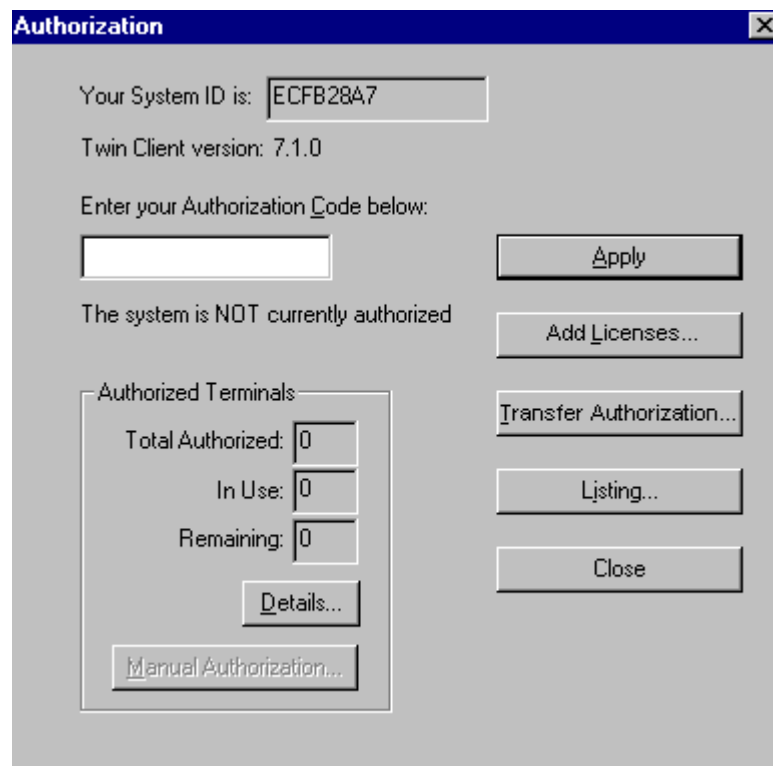 Authorization
Your System ID is: ECFB28A7
Twin Client version: 7.1.0
Enter your Authorization Code below:
Apply
The system is NOT currently authorized
Add Licenses...
Authorized Terminals
Transfer Authorization...
Total Authorized: 0
In Use: 0
Listing...
Remaining: 0
Close
Details...
Manual Authorization...